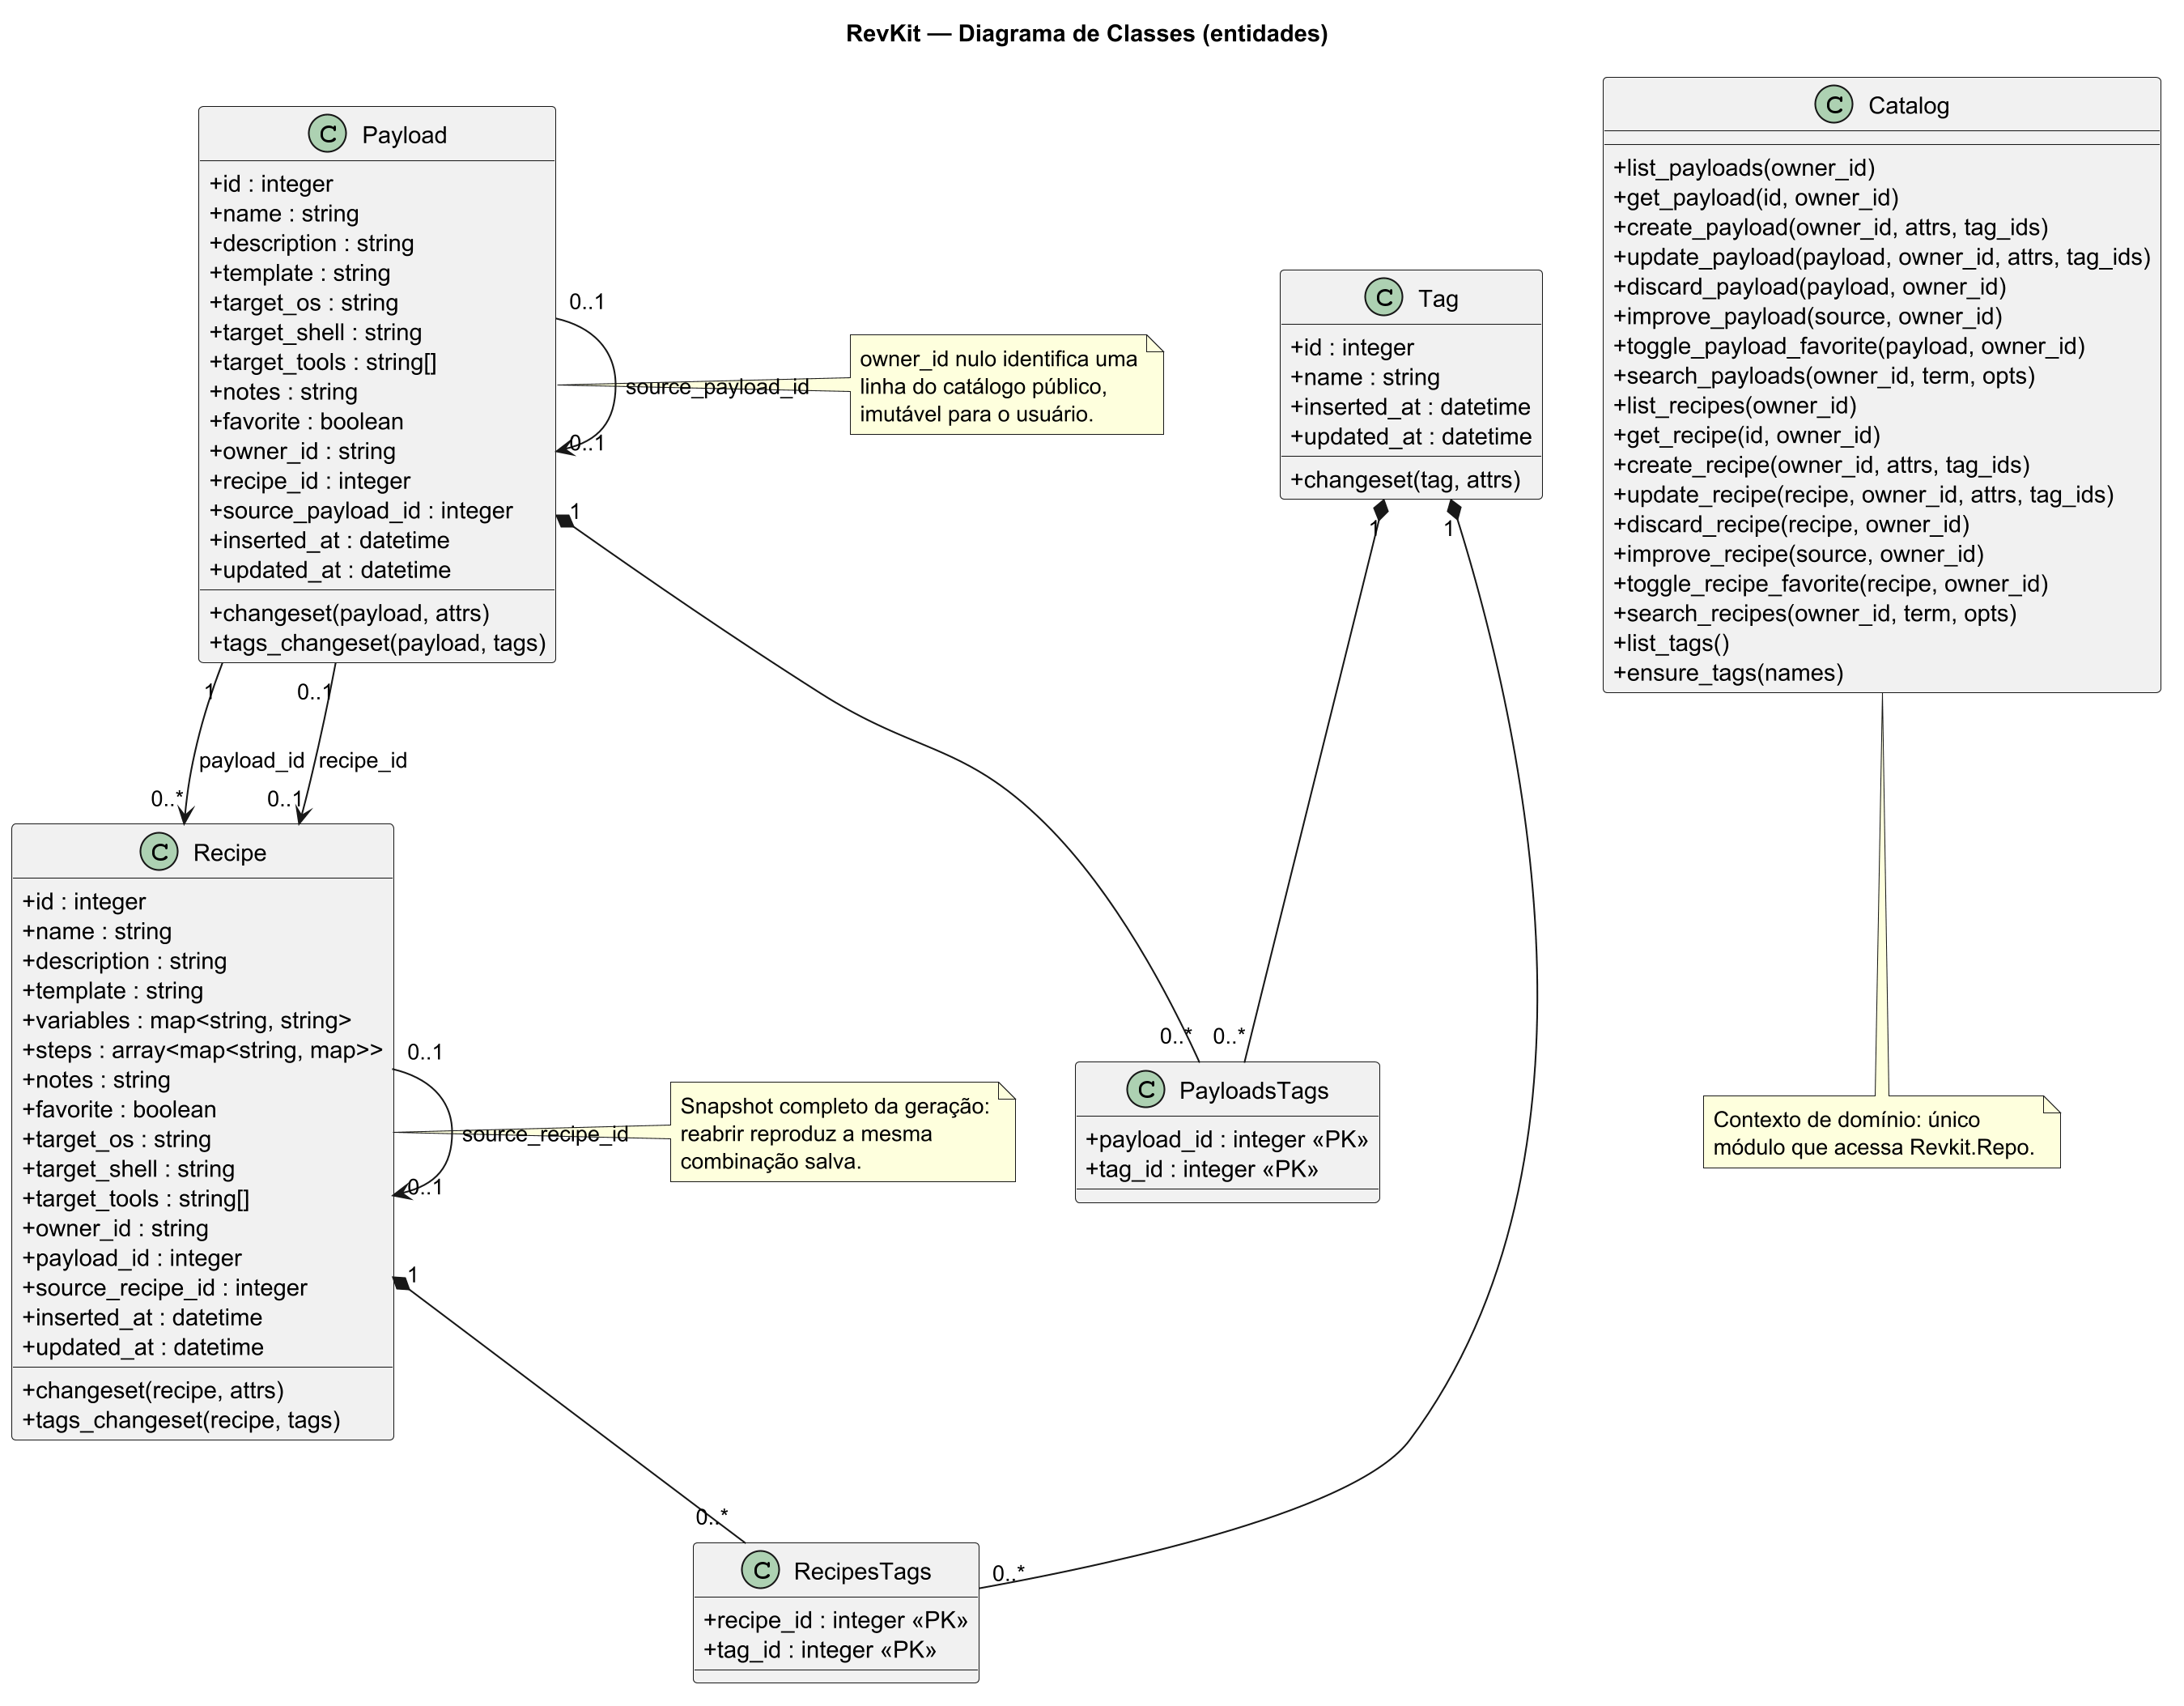 RevKit — Diagrama de Classes (entidades)
Payload
+id : integer
+name : string
+description : string
+template : string
+target_os : string
+target_shell : string
+target_tools : string[]
+notes : string
+favorite : boolean
+owner_id : string
+recipe_id : integer
+source_payload_id : integer
+inserted_at : datetime
+updated_at : datetime
+changeset(payload, attrs)
+tags_changeset(payload, tags)
0..1
source_payload_id
0..1
owner_id nulo identifica uma
linha do catálogo público,
imutável para o usuário.
Tag
+id : integer
+name : string
+inserted_at : datetime
+updated_at : datetime
+changeset(tag, attrs)
Catalog
+list_payloads(owner_id)
+get_payload(id, owner_id)
+create_payload(owner_id, attrs, tag_ids)
+update_payload(payload, owner_id, attrs, tag_ids)
+discard_payload(payload, owner_id)
+improve_payload(source, owner_id)
+toggle_payload_favorite(payload, owner_id)
+search_payloads(owner_id, term, opts)
+list_recipes(owner_id)
+get_recipe(id, owner_id)
+create_recipe(owner_id, attrs, tag_ids)
+update_recipe(recipe, owner_id, attrs, tag_ids)
+discard_recipe(recipe, owner_id)
+improve_recipe(source, owner_id)
+toggle_recipe_favorite(recipe, owner_id)
+search_recipes(owner_id, term, opts)
+list_tags()
+ensure_tags(names)
1
1
1
1
0..1
payload_id
recipe_id
0..*
0..1
Recipe
+id : integer
+name : string
+description : string
+template : string
+variables : map<string, string>
+steps : array<map<string, map>>
+notes : string
+favorite : boolean
+target_os : string
+target_shell : string
+target_tools : string[]
+owner_id : string
+payload_id : integer
+source_recipe_id : integer
+inserted_at : datetime
+updated_at : datetime
+changeset(recipe, attrs)
+tags_changeset(recipe, tags)
0..1
source_recipe_id
0..1
Snapshot completo da geração:
reabrir reproduz a mesma
combinação salva.
0..*
0..*
PayloadsTags
+payload_id : integer «PK»
+tag_id : integer «PK»
Contexto de domínio: único
módulo que acessa Revkit.Repo.
1
0..*
0..*
RecipesTags
+recipe_id : integer «PK»
+tag_id : integer «PK»